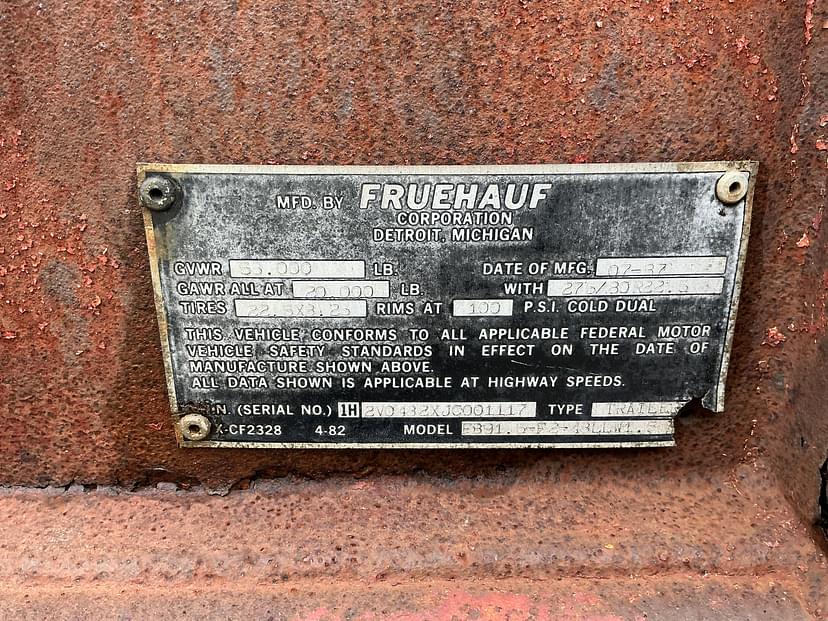 MFD. BY FRUEHAUF
CORPORATION
DETROIT, MICHIGAN
GVWR LB. DATE OF MFG. 07-87
GAWR ALL AT 20.000 LB. WITH
TIRES RIMS AT 100 P.S.I. COLD DUAL
THIS VEHICLE CONFORMS TO ALL APPLICABLE FEDERAL MOTOR
VEHICLE SAFETY STANDARDS IN EFFECT ON THE DATE OF
MANUFACTURE SHOWN ABOVE.
ALL DATA SHOWN IS APPLICABLE AT HIGHWAY SPEEDS.
(SERIAL NO.) 1H TYPE TRAILER
X-CF2328 4-82 MODEL